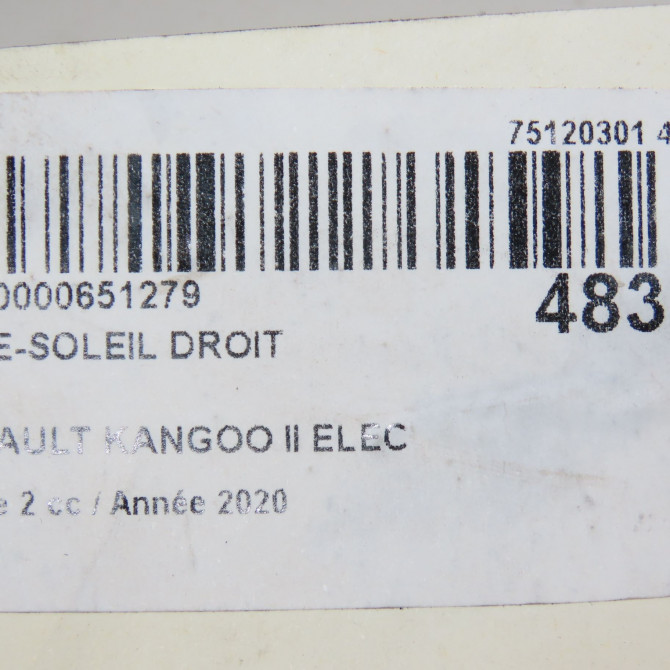 75120301 4
0000651279
483
E-SOLEIL DROIT
AULT KANGOO II ELEC
e 2 cc / Année 2020